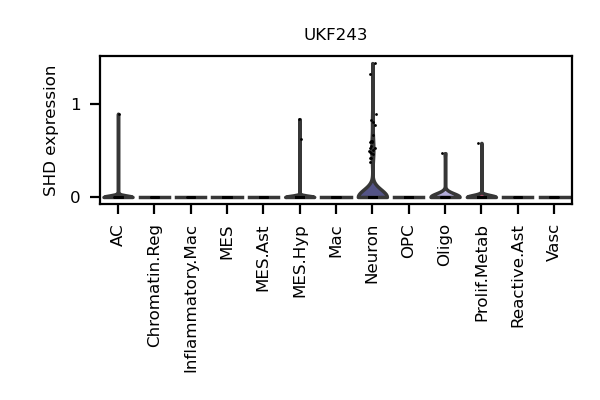 UKF243
SHD expression
1
0
AC
Chromatin.Reg
Inflammatory.Mac
MES
MES.Ast
MES.Hyp
Mac
Neuron
OPC
Oligo
Prolif.Metab
Reactive.Ast
Vasc